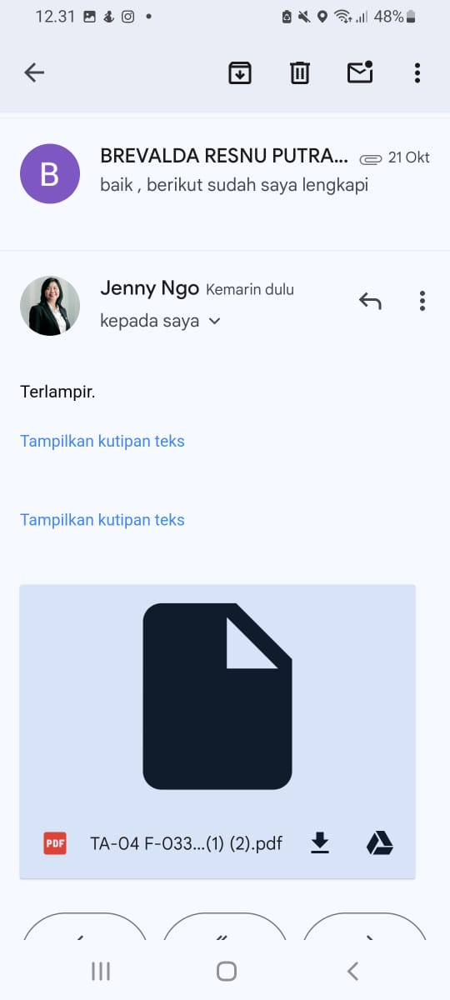 12.31
48%
B
BREVALDA RESNU PUTRA...
21 Okt
baik , berikut sudah saya lengkapi
Jenny Ngo Kemarin dulu
kepada saya
Terlampir.
Tampilkan kutipan teks
Tampilkan kutipan teks
PDF
TA-04 F-033...(1) (2).pdf